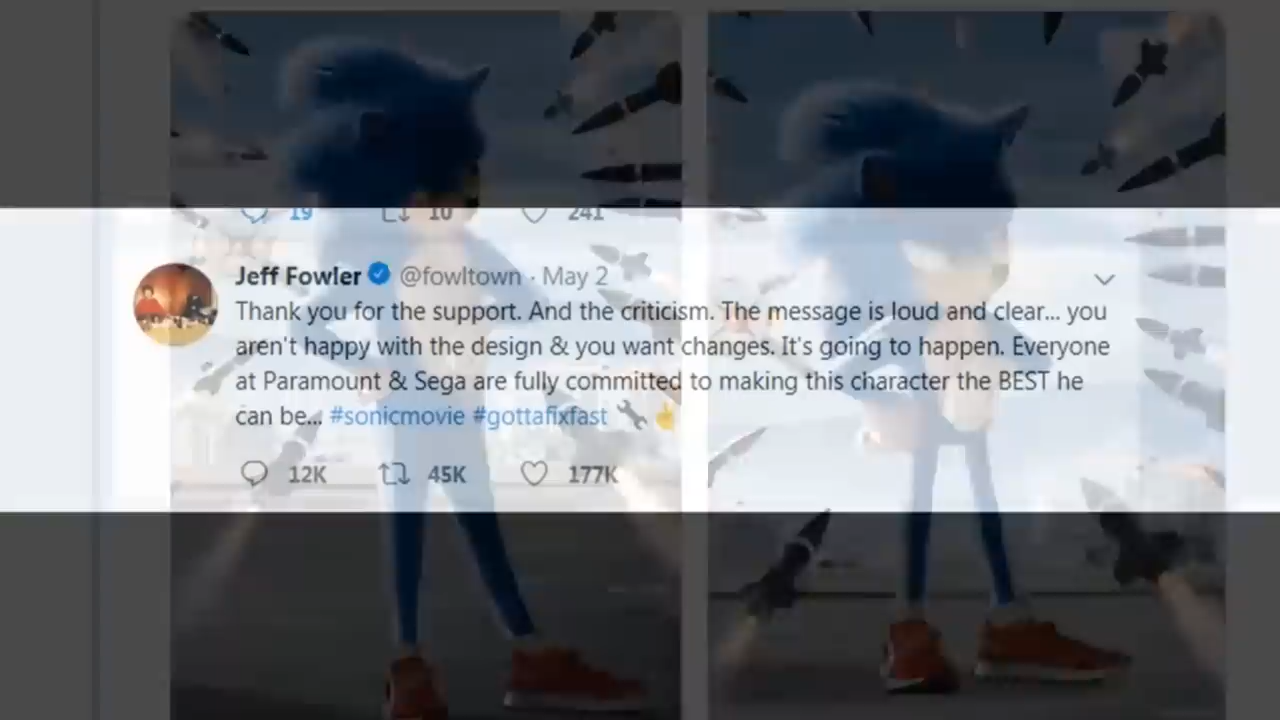 19 10 241
Jeff Fowler @fowltown · May 2
Thank you for the support. And the criticism. The message is loud and clear... you
aren't happy with the design & you want changes. It's going to happen. Everyone
at Paramount & Sega are fully committed to making this character the BEST he
can be... #sonicmovie #gottafixfast
12K 45K 177K